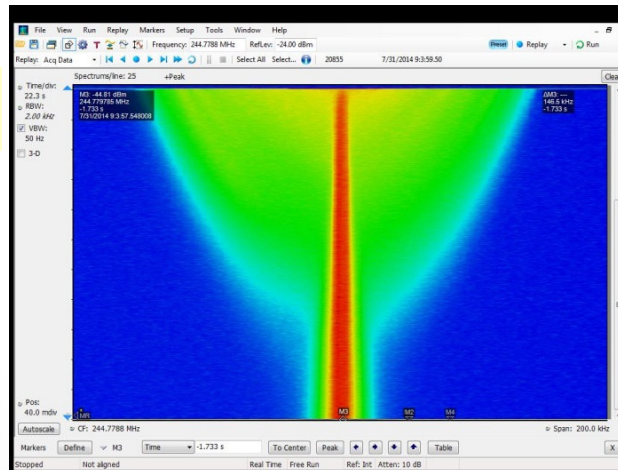 File View Run Replay Markers Setup Tools Window Help
Frequency: 244.7788 MHz RefLev: -24.00 dBm Preset Replay Run
Replay: Acq Data Select All Select... 20855 7/31/2014 9:3:59.50
Spectrums/line: 25 +Peak Clea
Time/div:
22.3 s
RBW:
2.00 kHz
VBW:
50 Hz
3-D
M3: -44.81 dBm
244.779785 MHz
-1.733 s
7/31/2014 9:3:57.548008
ΔM3: ---
146.5 kHz
-1.733 s
Pos:
40.0 mdiv
MR M3 M2 M4
Autoscale CF: 244.7788 MHz Span: 200.0 kHz
Markers Define M3 Time -1.733 s To Center Peak Table X
Stopped Not aligned Real Time Free Run Ref: Int Atten: 10 dB